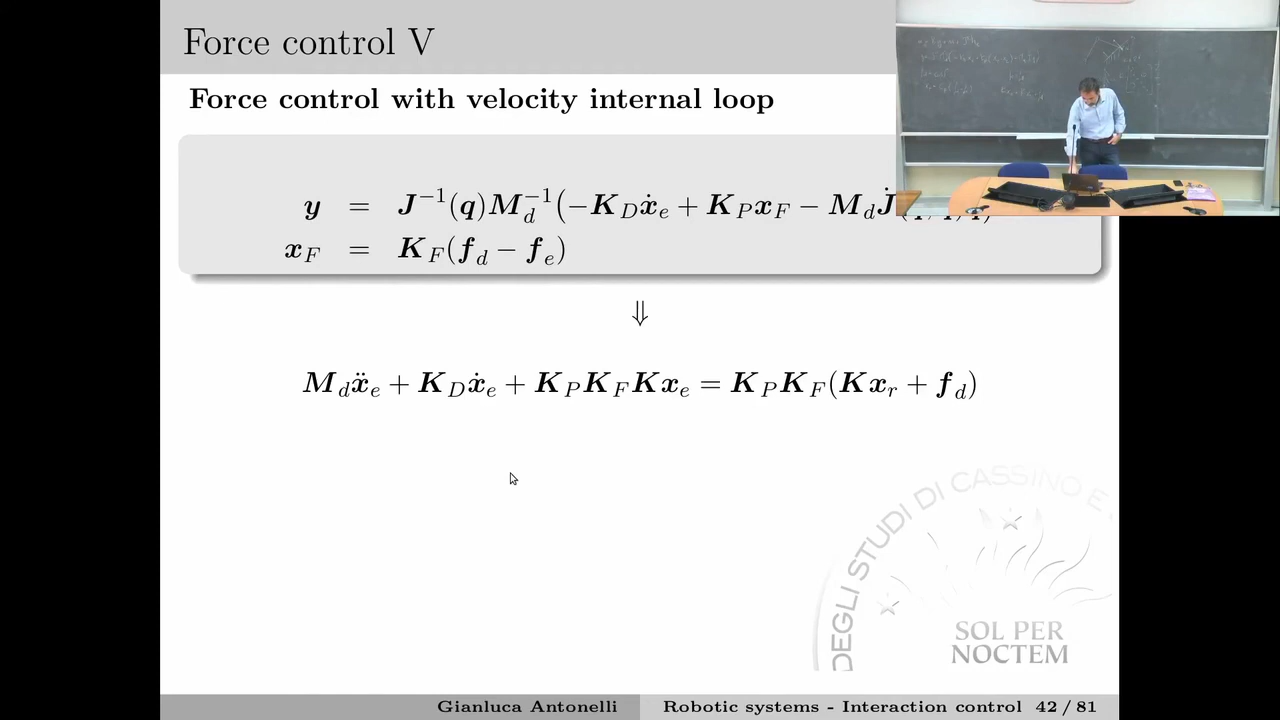 Force control V
Force control with velocity internal loop
y = J⁻¹(q)M_d⁻¹(−K_D ẋ_e + K_P x_F − M_d J̇
x_F = K_F(f_d − f_e)
⇓
M_d ẍ_e + K_D ẋ_e + K_P K_F K x_e = K_P K_F(K x_r + f_d)
DEGLI STUDI DI CASSINO E
SOL PER
NOCTEM
Gianluca Antonelli Robotic systems - Interaction control 42 / 81